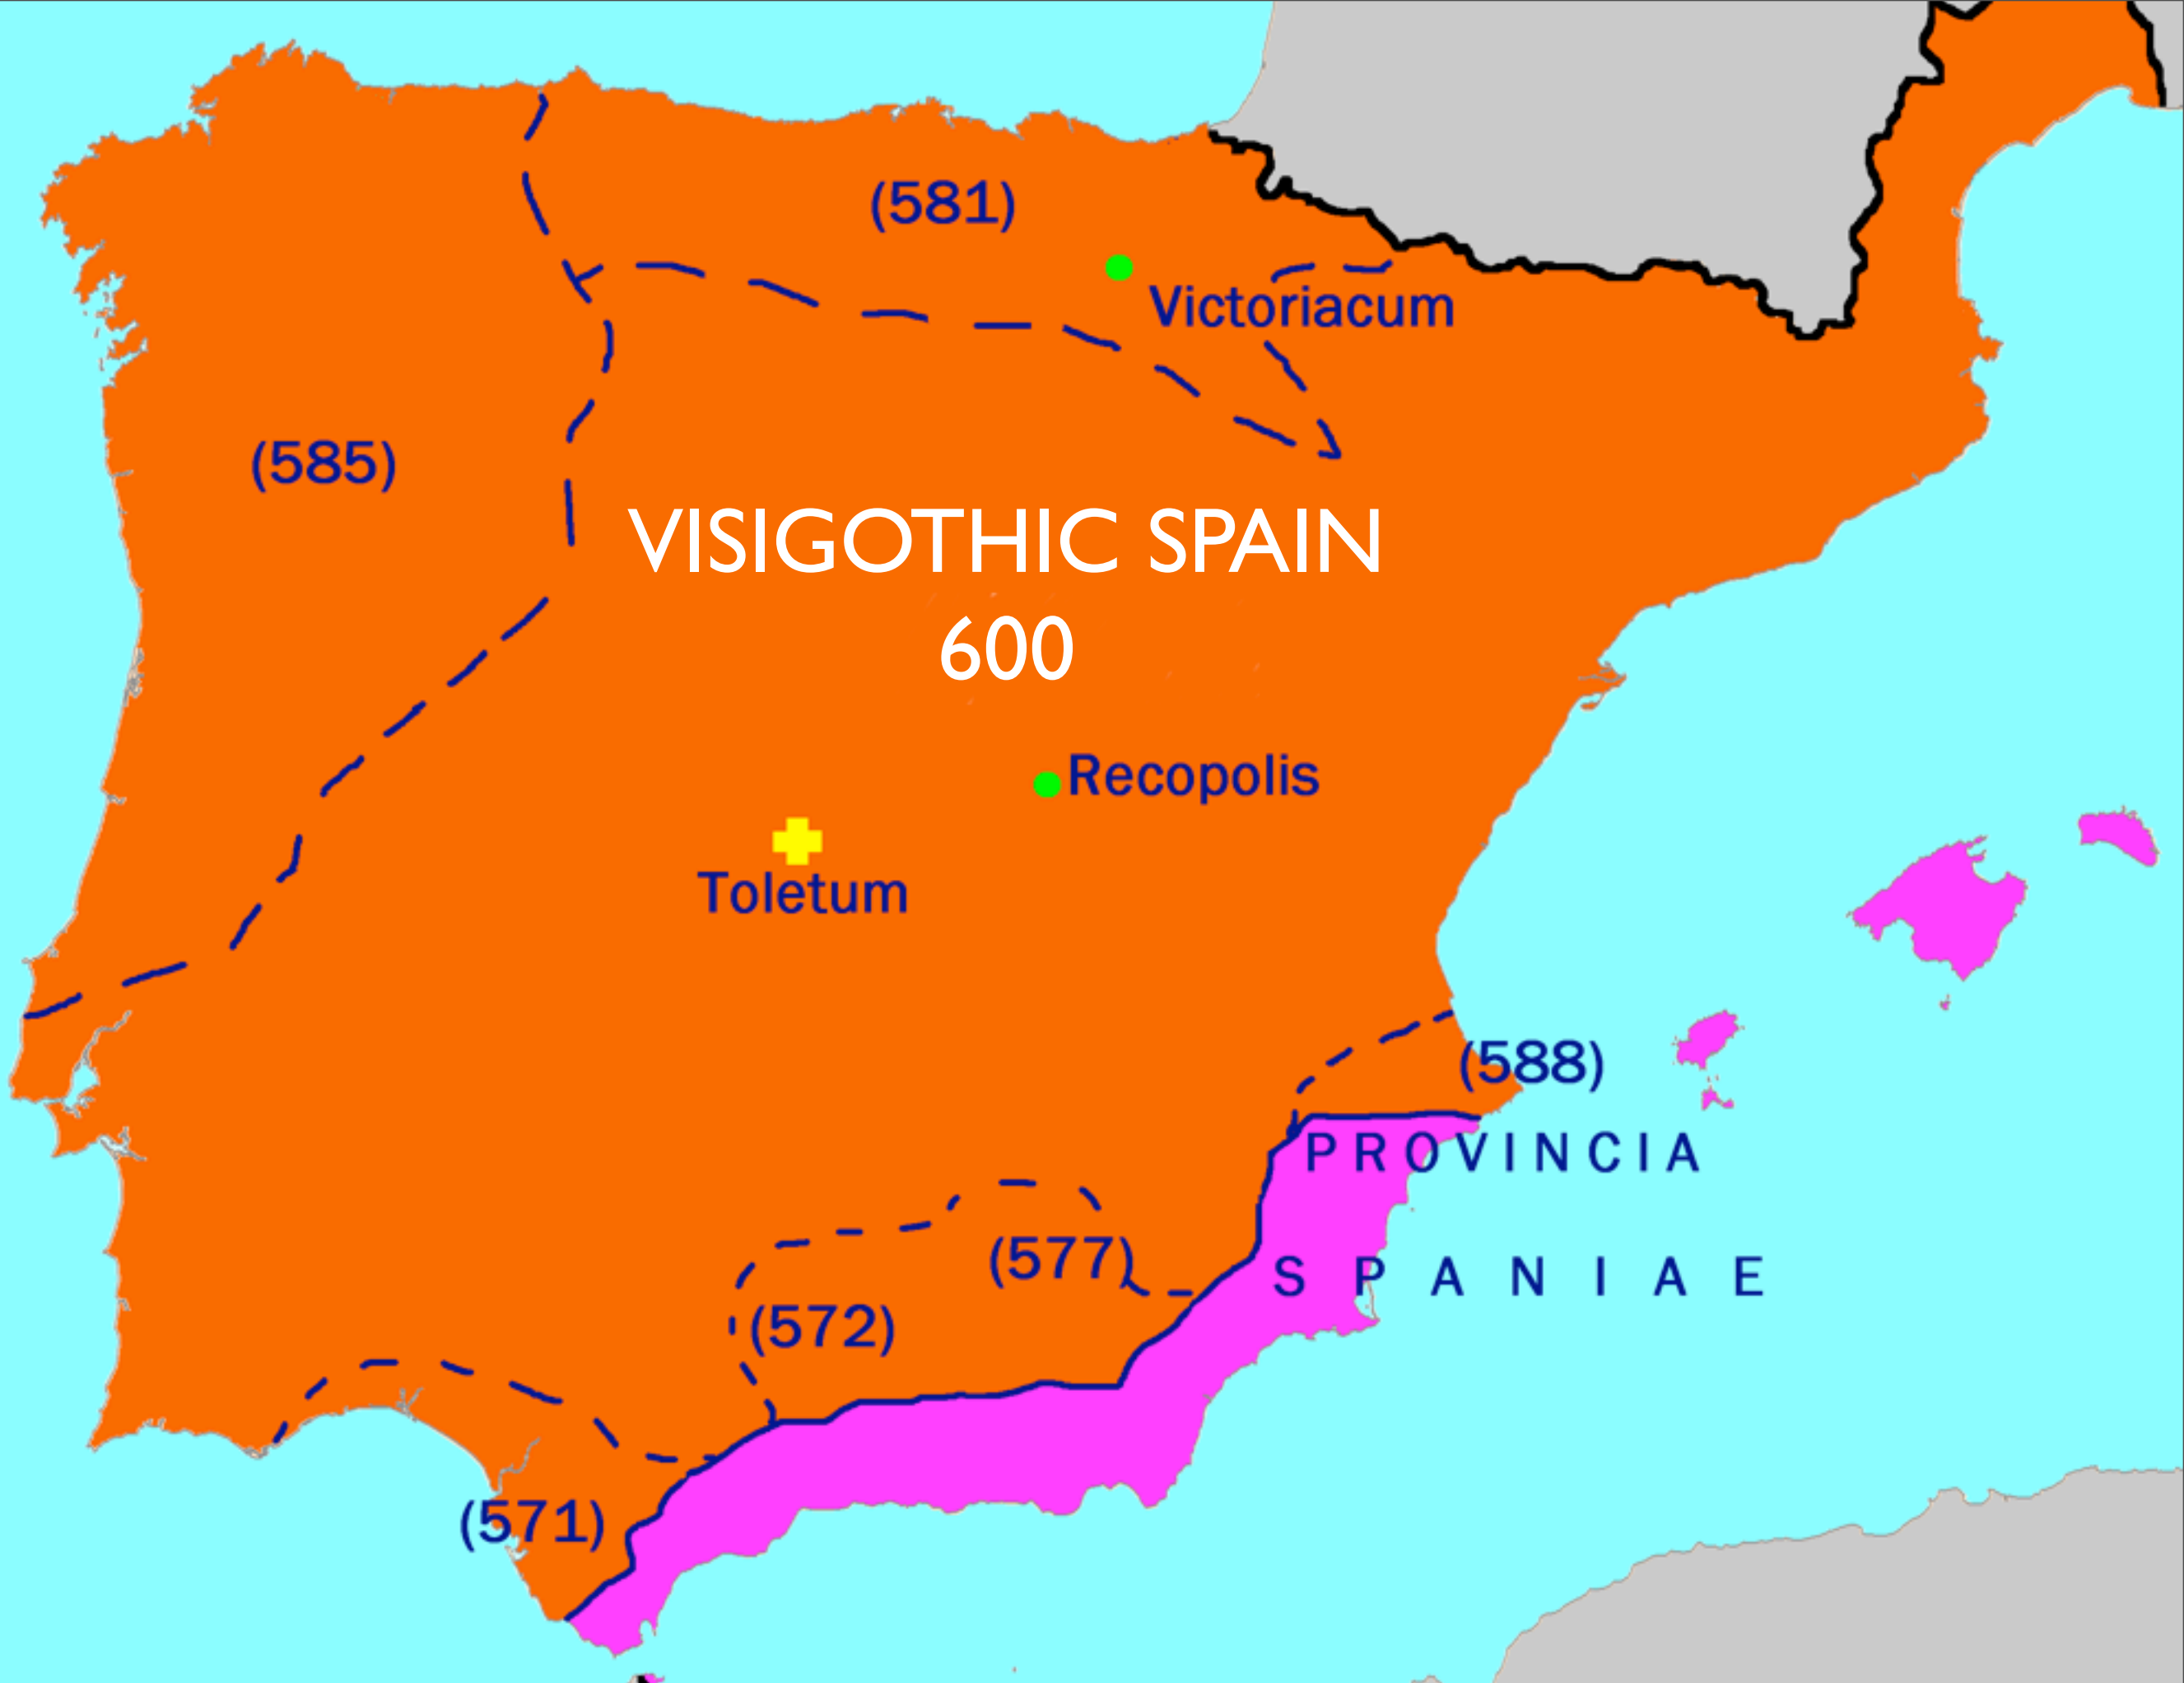 (581)
Victoriacum
(585)
VISIGOTHIC SPAIN
600
Recopolis
Toletum
(588)
PROVINCIA
SPANIAE
(577)
(572)
(571)